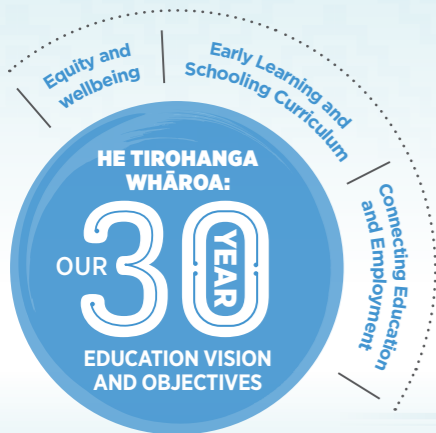 Equity and
wellbeing
Early Learning and
Schooling Curriculum
Connecting Education
and Employment
HE TIROHANGA
WHĀROA:
OUR 30 YEAR
EDUCATION VISION
AND OBJECTIVES